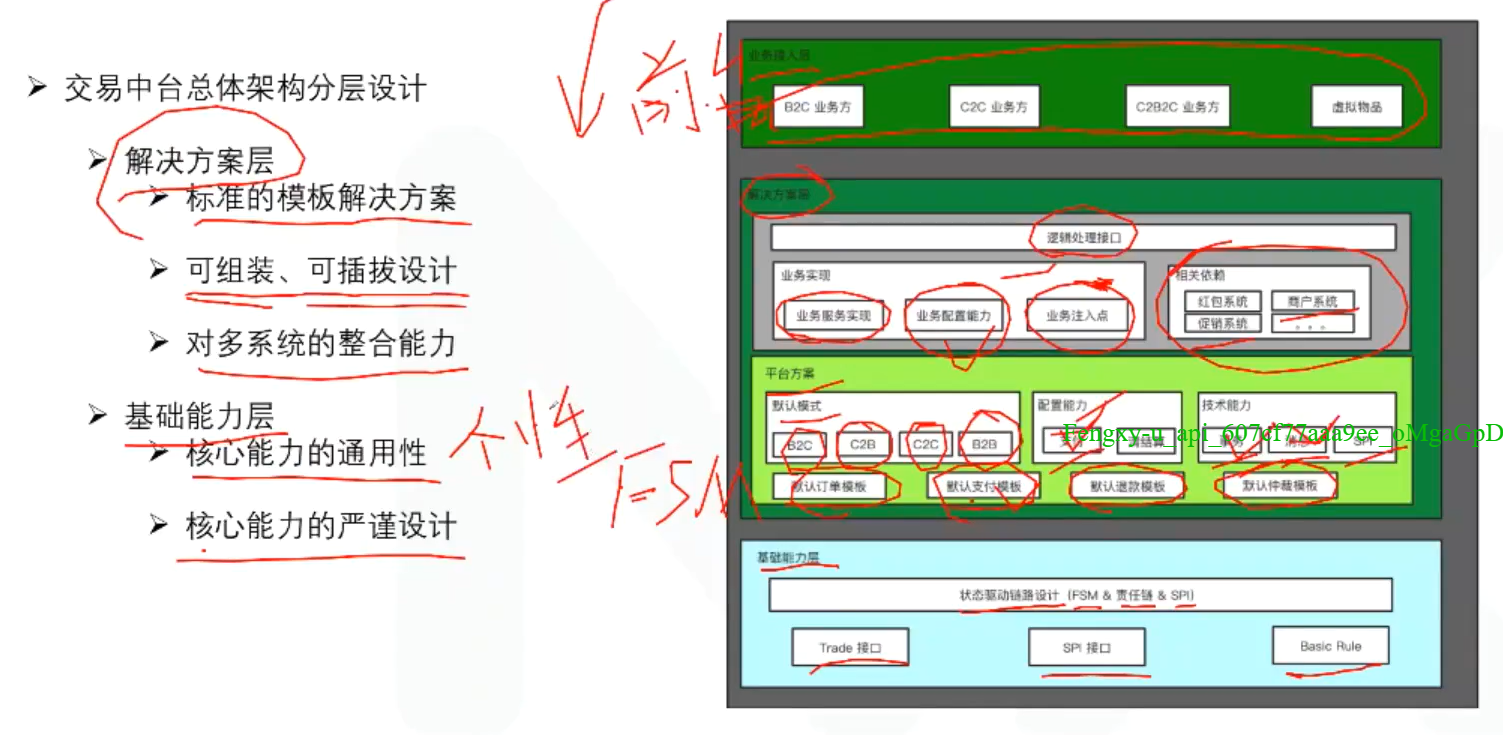 交易中台总体架构分层设计
解决方案层
标准的模板解决方案
可组装、可插拔设计
对多系统的整合能力
基础能力层
核心能力的通用性
核心能力的严谨设计
前台
个性
FSM
业务接入层
B2C 业务方
C2C 业务方
C2B2C 业务方
虚拟物品
解决方案层
逻辑处理接口
业务实现
业务服务实现
业务配置能力
业务注入点
相关依赖
红包系统
商户系统
促销系统
。。。
平台方案
默认模式
B2C
C2B
C2C
B2B
配置能力
清结算
技术能力
SPI
Fengxy-u_api_607cf77aaa9ee_oMgaGpD
默认订单模板
默认支付模板
默认退款模板
默认仲裁模板
基础能力层
状态驱动链路设计（FSM & 责任链 & SPI）
Trade 接口
SPI 接口
Basic Rule